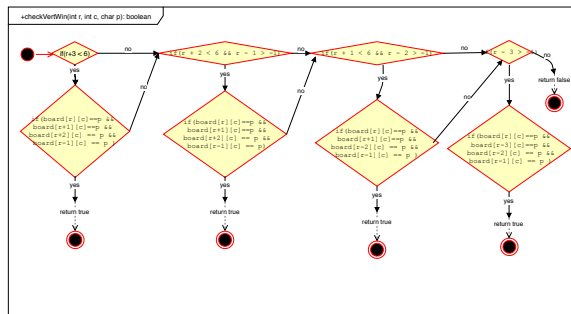 +checkVertWin(int r, int c, char p): boolean
if(r+3 < 6)
no
if(r + 2 < 6 && r - 1 > -1)
no
if(r + 1 < 6 && r - 2 > -1)
no
if(r - 3 > -1)
no
yes
yes
yes
yes
return false
if(board[r][c]==p &&
board[r+1][c]==p &&
board[r+2][c] == p &&
board[r-1][c] == p )
no
if(board[r][c]==p &&
board[r+1][c]==p &&
board[r+2][c] == p &&
board[r-1][c] == p)
no
if(board[r][c]==p &&
board[r+1][c]==p &&
board[r-2][c] == p &&
board[r-1][c] == p )
no
if(board[r][c]==p &&
board[r-3][c]==p &&
board[r-2][c] == p &&
board[r-1][c] == p )
yes
yes
yes
yes
return true
return true
return true
return true